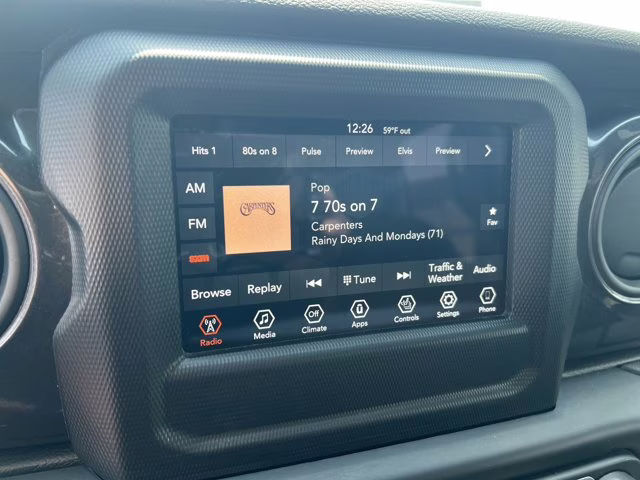 12:26 59°F out
Hits 1 80s on 8 Pulse Preview Elvis Preview
AM
FM
sxm
CARPENTERS
Pop
7 70s on 7
Carpenters
Rainy Days And Mondays (71)
Fav
Browse Replay Tune Traffic & Weather Audio
Radio Media Off Climate Apps Controls Settings Phone